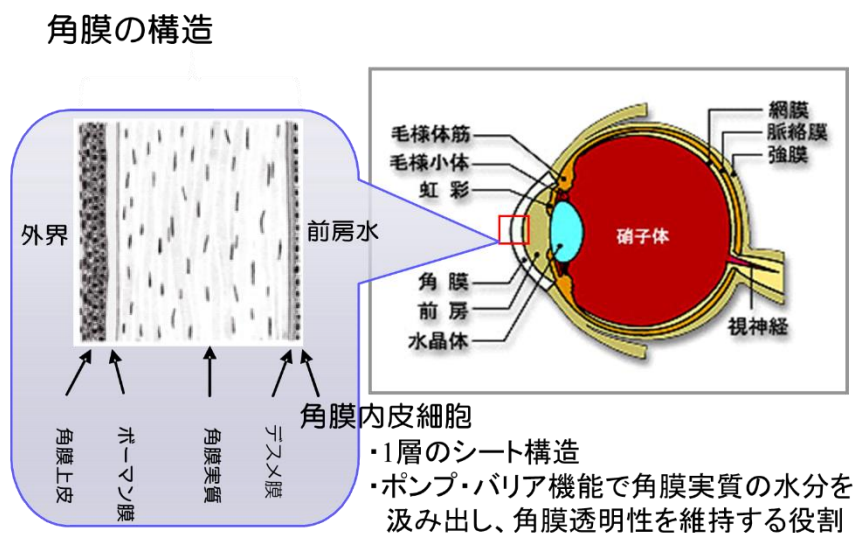 角膜の構造
外界
前房水
角膜上皮
ボーマン膜
角膜実質
デスメ膜
毛様体筋
毛様小体
虹彩
角膜
前房
水晶体
硝子体
網膜
脈絡膜
強膜
視神経
角膜内皮細胞
・1層のシート構造
・ポンプ・バリア機能で角膜実質の水分を
汲み出し、角膜透明性を維持する役割